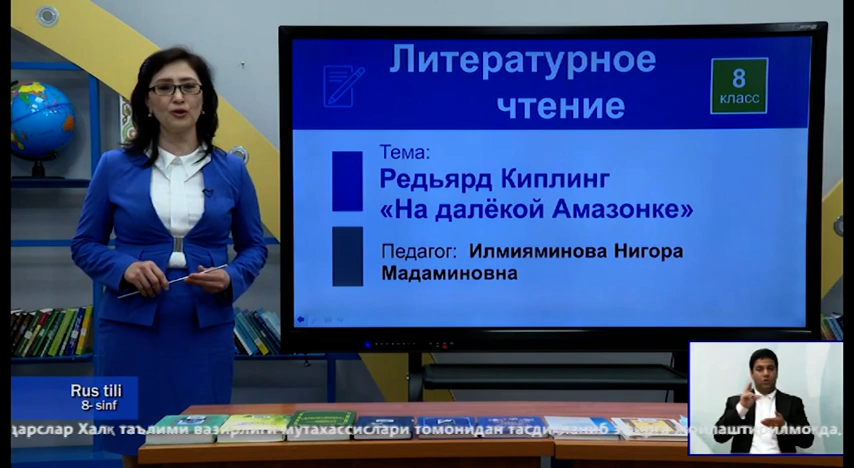 Литературное
чтение
8
класс
Тема:
Редьярд Киплинг
«На далёкой Амазонке»
Педагог: Илмияминова Нигора
Мадаминовна
Rus tili
8- sinf
дарслар Халқ таълими вазирлиги мутахассислари томонидан